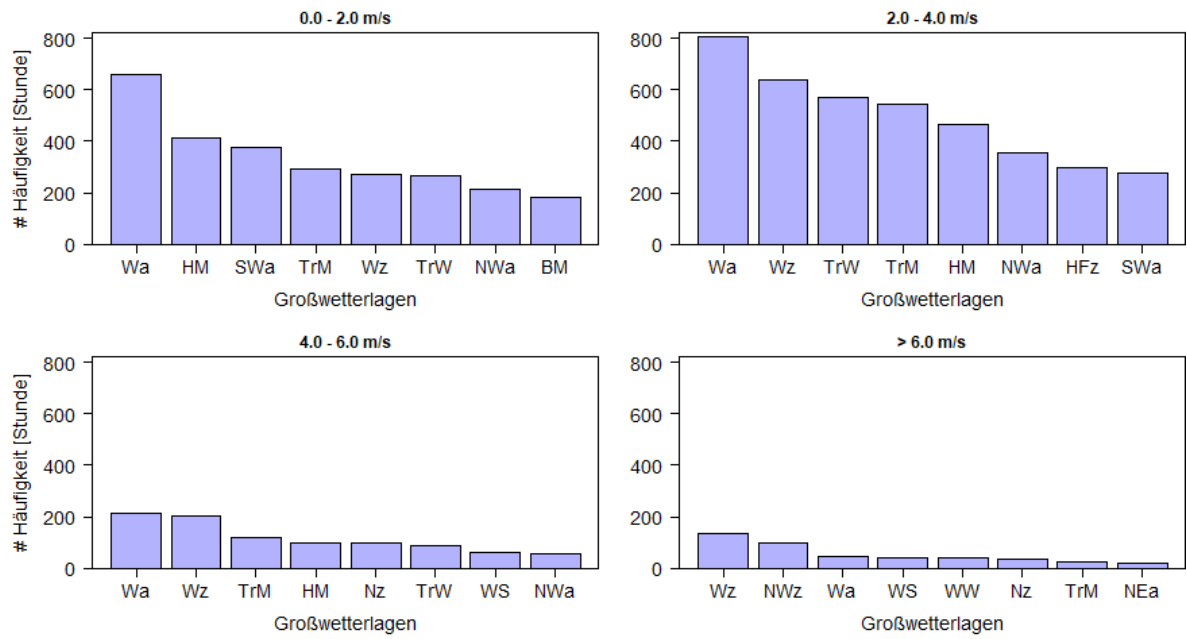 0.0 - 2.0 m/s
# Häufigkeit [Stunde]
800
600
400
200
0
Wa HM SWa TrM Wz TrW NWa BM
Großwetterlagen
2.0 - 4.0 m/s
800
600
400
200
0
Wa Wz TrW TrM HM NWa HFz SWa
Großwetterlagen
4.0 - 6.0 m/s
# Häufigkeit [Stunde]
800
600
400
200
0
Wa Wz TrM HM Nz TrW WS NWa
Großwetterlagen
> 6.0 m/s
800
600
400
200
0
Wz NWz Wa WS WW Nz TrM NEa
Großwetterlagen